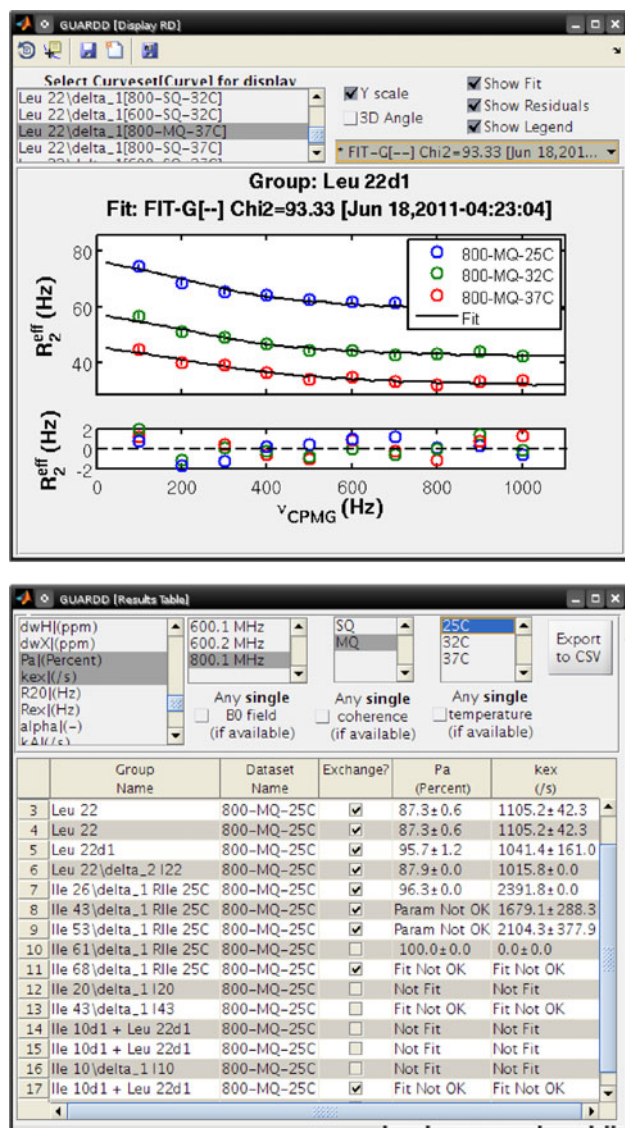 GUARDD [Display RD]
Select Curveset[Curve] for display
Leu 22\delta_1[800-SQ-32C]
Leu 22\delta_1[600-SQ-32C]
Leu 22\delta_1[800-MQ-37C]
Leu 22\delta_1[800-SQ-37C]
Y scale
3D Angle
Show Fit
Show Residuals
Show Legend
* FIT-G[--] Chi2=93.33 [Jun 18,201...
Group: Leu 22d1
Fit: FIT-G[--] Chi2=93.33 [Jun 18,2011-04:23:04]
80
60
40
R2eff (Hz)
800-MQ-25C
800-MQ-32C
800-MQ-37C
Fit
2
0
-2
R2eff (Hz)
0 200 400 600 800 1000
νCPMG (Hz)
GUARDD [Results Table]
dwH|(ppm)
dwX|(ppm)
Pa|(Percent)
kex|(/s)
R20|(Hz)
Rex|(Hz)
alpha|(-)
kA|(/s)
600.1 MHz
600.2 MHz
800.1 MHz
SQ
MQ
25C
32C
37C
Export
to CSV
Any single
B0 field
(if available)
Any single
coherence
(if available)
Any single
temperature
(if available)
Group Name Dataset Name Exchange? Pa (Percent) kex (/s)
3 Leu 22 800-MQ-25C 87.3±0.6 1105.2±42.3
4 Leu 22 800-MQ-25C 87.3±0.6 1105.2±42.3
5 Leu 22d1 800-MQ-25C 95.7±1.2 1041.4±161.0
6 Leu 22\delta_2 l22 800-MQ-25C 87.9±0.0 1015.8±0.0
7 Ile 26\delta_1 RIle 25C 800-MQ-25C 96.3±0.0 2391.8±0.0
8 Ile 43\delta_1 RIle 25C 800-MQ-25C Param Not OK 1679.1±288.3
9 Ile 53\delta_1 RIle 25C 800-MQ-25C Param Not OK 2104.3±377.9
10 Ile 61\delta_1 RIle 25C 800-MQ-25C 100.0±0.0 0.0±0.0
11 Ile 68\delta_1 RIle 25C 800-MQ-25C Fit Not OK Fit Not OK
12 Ile 20\delta_1 I20 800-MQ-25C Not Fit Not Fit
13 Ile 43\delta_1 I43 800-MQ-25C Fit Not OK Fit Not OK
14 Ile 10d1 + Leu 22d1 800-MQ-25C Not Fit Not Fit
15 Ile 10d1 + Leu 22d1 800-MQ-25C Not Fit Not Fit
16 Ile 10\delta_1 I10 800-MQ-25C Not Fit Not Fit
17 Ile 10d1 + Leu 22d1 800-MQ-25C Fit Not OK Fit Not OK